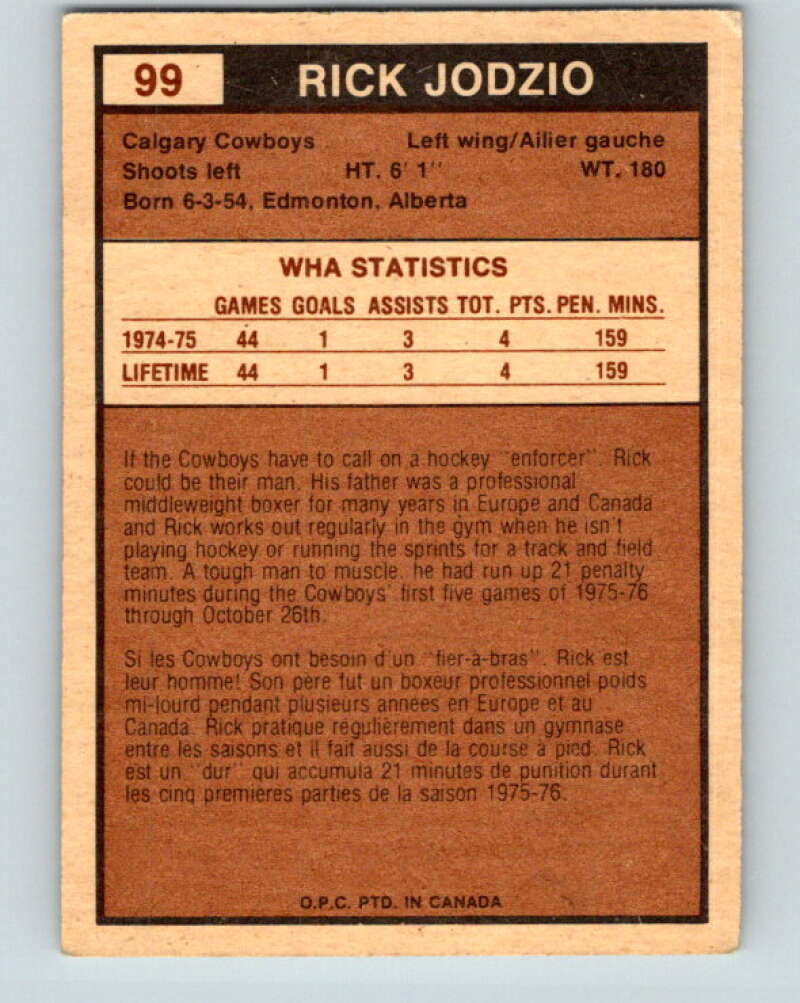 99 RICK JODZIO
Calgary Cowboys Left wing/Ailier gauche
Shoots left HT. 6' 1" WT. 180
Born 6-3-54, Edmonton, Alberta
WHA STATISTICS
GAMES GOALS ASSISTS TOT. PTS. PEN. MINS.
1974-75 44 1 3 4 159
LIFETIME 44 1 3 4 159
If the Cowboys have to call on a hockey "enforcer", Rick
could be their man. His father was a professional
middleweight boxer for many years in Europe and Canada
and Rick works out regularly in the gym when he isn't
playing hockey or running the sprints for a track and field
team. A tough man to muscle, he had run up 21 penalty
minutes during the Cowboys' first five games of 1975-76
through October 26th.
Si les Cowboys ont besoin d'un "fier-à-bras", Rick est
leur homme! Son père fut un boxeur professionnel poids
mi-lourd pendant plusieurs années en Europe et au
Canada. Rick pratique régulièrement dans un gymnase
entre les saisons et il fait aussi de la course à pied. Rick
est un "dur" qui accumula 21 minutes de punition durant
les cinq premières parties de la saison 1975-76.
O.P.C. PTD. IN CANADA